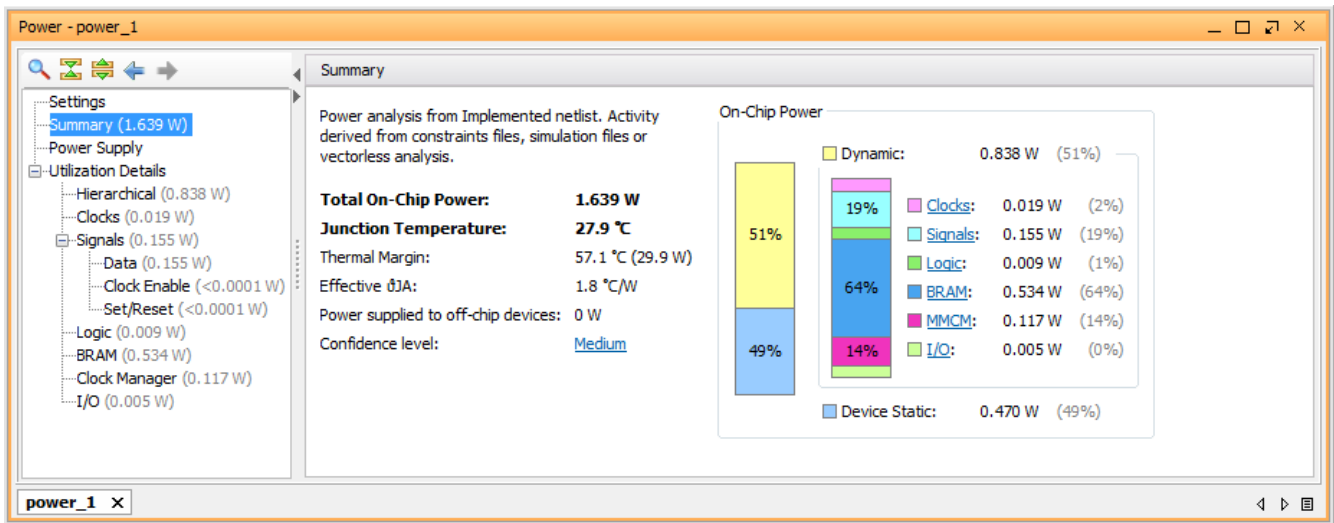 Power - power_1
Summary
Settings
Summary (1.639 W)
Power Supply
Utilization Details
Hierarchical (0.838 W)
Clocks (0.019 W)
Signals (0.155 W)
Data (0.155 W)
Clock Enable (<0.0001 W)
Set/Reset (<0.0001 W)
Logic (0.009 W)
BRAM (0.534 W)
Clock Manager (0.117 W)
I/O (0.005 W)
Power analysis from Implemented netlist. Activity
derived from constraints files, simulation files or
vectorless analysis.
Total On-Chip Power: 1.639 W
Junction Temperature: 27.9 °C
Thermal Margin: 57.1 °C (29.9 W)
Effective ϑJA: 1.8 °C/W
Power supplied to off-chip devices: 0 W
Confidence level: Medium
On-Chip Power
51%
49%
Dynamic: 0.838 W (51%)
19%
64%
14%
Clocks: 0.019 W (2%)
Signals: 0.155 W (19%)
Logic: 0.009 W (1%)
BRAM: 0.534 W (64%)
MMCM: 0.117 W (14%)
I/O: 0.005 W (0%)
Device Static: 0.470 W (49%)
power_1